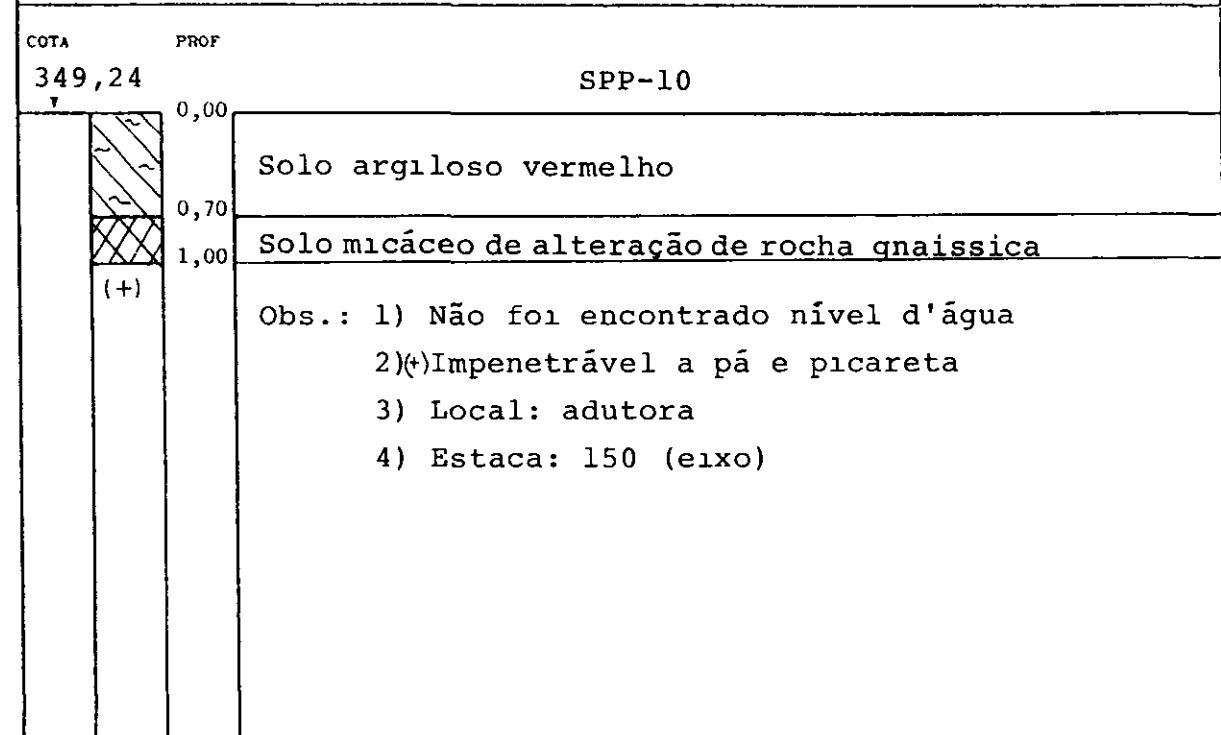 COTA PROF
349,24 SPP-10
0,00
Solo argiloso vermelho
0,70
Solo micáceo de alteração de rocha gnaissica
1,00
(+)
Obs.: 1) Não foi encontrado nível d'água
2)(+)Impenetrável a pá e picareta
3) Local: adutora
4) Estaca: 150 (eixo)